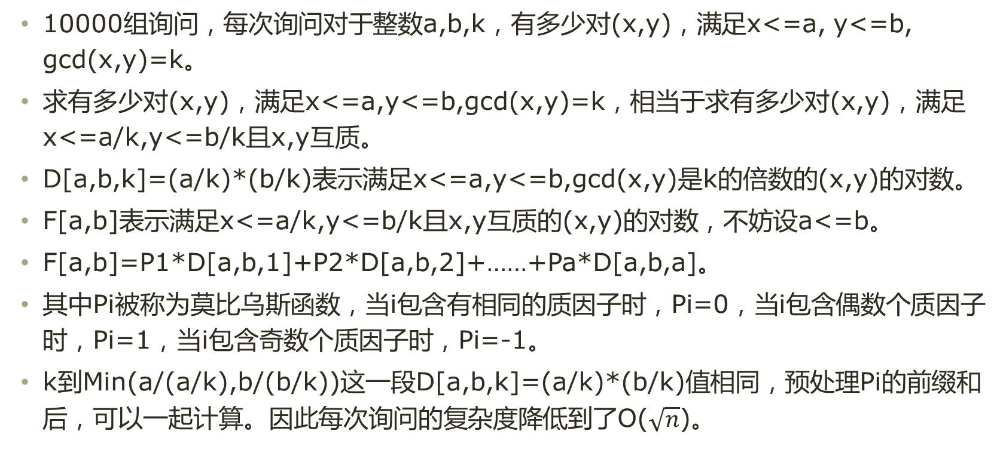 • 10000组询问，每次询问对于整数a,b,k，有多少对(x,y)，满足x<=a, y<=b,
gcd(x,y)=k。
• 求有多少对(x,y)，满足x<=a,y<=b,gcd(x,y)=k，相当于求有多少对(x,y)，满足
x<=a/k,y<=b/k且x,y互质。
• D[a,b,k]=(a/k)*(b/k)表示满足x<=a,y<=b,gcd(x,y)是k的倍数的(x,y)的对数。
• F[a,b]表示满足x<=a/k,y<=b/k且x,y互质的(x,y)的对数，不妨设a<=b。
• F[a,b]=P1*D[a,b,1]+P2*D[a,b,2]+……+Pa*D[a,b,a]。
• 其中Pi被称为莫比乌斯函数，当i包含有相同的质因子时，Pi=0，当i包含偶数个质因子
时，Pi=1，当i包含奇数个质因子时，Pi=-1。
• k到Min(a/(a/k),b/(b/k))这一段D[a,b,k]=(a/k)*(b/k)值相同，预处理Pi的前缀和
后，可以一起计算。因此每次询问的复杂度降低到了O(√n)。